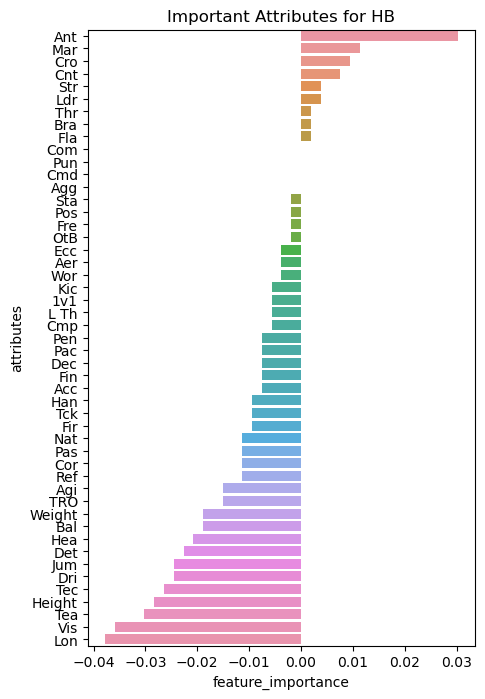 Important Attributes for HB
Ant
Mar
Cro
Cnt
Str
Ldr
Thr
Bra
Fla
Com
Pun
Cmd
Agg
Sta
Pos
Fre
OtB
Ecc
Aer
Wor
Kic
1v1
L Th
Cmp
Pen
Pac
Dec
Fin
Acc
Han
Tck
Fir
Nat
Pas
Cor
Ref
Agi
TRO
Weight
Bal
Hea
Det
Jum
Dri
Tec
Height
Tea
Vis
Lon
attributes
−0.04 −0.03 −0.02 −0.01 0.00 0.01 0.02 0.03
feature_importance